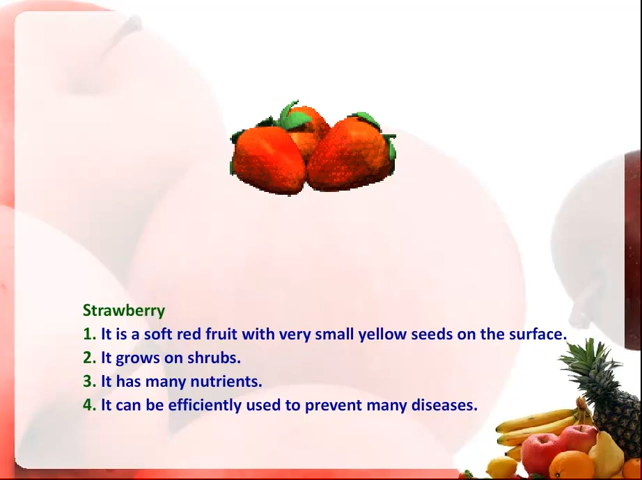 Strawberry
1. It is a soft red fruit with very small yellow seeds on the surface.
2. It grows on shrubs.
3. It has many nutrients.
4. It can be efficiently used to prevent many diseases.